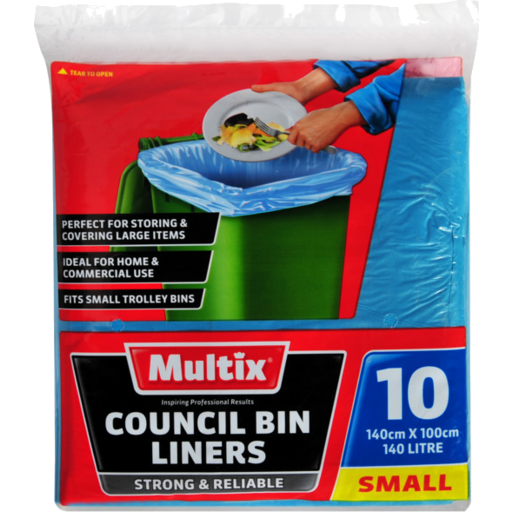 TEAR TO OPEN
PERFECT FOR STORING &
COVERING LARGE ITEMS
IDEAL FOR HOME &
COMMERCIAL USE
FITS SMALL TROLLEY BINS
Multix®
Inspiring Professional Results
COUNCIL BIN
LINERS
STRONG & RELIABLE
10
140cm X 100cm
140 LITRE
SMALL